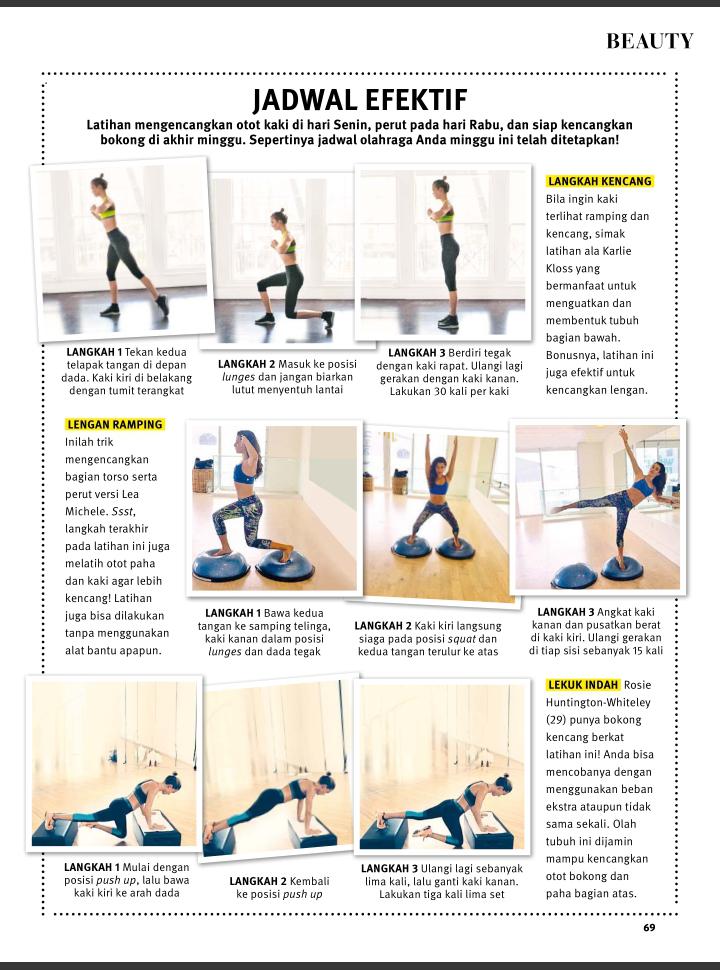 BEAUTY
JADWAL EFEKTIF
Latihan mengencangkan otot kaki di hari Senin, perut pada hari Rabu, dan siap kencangkan
bokong di akhir minggu. Sepertinya jadwal olahraga Anda minggu ini telah ditetapkan!
LANGKAH 1 Tekan kedua
telapak tangan di depan
dada. Kaki kiri di belakang
dengan tumit terangkat
LANGKAH 2 Masuk ke posisi
lunges dan jangan biarkan
lutut menyentuh lantai
LANGKAH 3 Berdiri tegak
dengan kaki rapat. Ulangi lagi
gerakan dengan kaki kanan.
Lakukan 30 kali per kaki
LANGKAH KENCANG
Bila ingin kaki
terlihat ramping dan
kencang, simak
latihan ala Karlie
Kloss yang
bermanfaat untuk
menguatkan dan
membentuk tubuh
bagian bawah.
Bonusnya, latihan ini
juga efektif untuk
kencangkan lengan.
LENGAN RAMPING
Inilah trik
mengencangkan
bagian torso serta
perut versi Lea
Michele. Ssst,
langkah terakhir
pada latihan ini juga
melatih otot paha
dan kaki agar lebih
kencang! Latihan
juga bisa dilakukan
tanpa menggunakan
alat bantu apapun.
LANGKAH 1 Bawa kedua
tangan ke samping telinga,
kaki kanan dalam posisi
lunges dan dada tegak
LANGKAH 2 Kaki kiri langsung
siaga pada posisi squat dan
kedua tangan terulur ke atas
LANGKAH 3 Angkat kaki
kanan dan pusatkan berat
di kaki kiri. Ulangi gerakan
di tiap sisi sebanyak 15 kali
LANGKAH 1 Mulai dengan
posisi push up, lalu bawa
kaki kiri ke arah dada
LANGKAH 2 Kembali
ke posisi push up
LANGKAH 3 Ulangi lagi sebanyak
lima kali, lalu ganti kaki kanan.
Lakukan tiga kali lima set
LEKUK INDAH Rosie
Huntington-Whiteley
(29) punya bokong
kencang berkat
latihan ini! Anda bisa
mencobanya dengan
menggunakan beban
ekstra ataupun tidak
sama sekali. Olah
tubuh ini dijamin
mampu kencangkan
otot bokong dan
paha bagian atas.
69